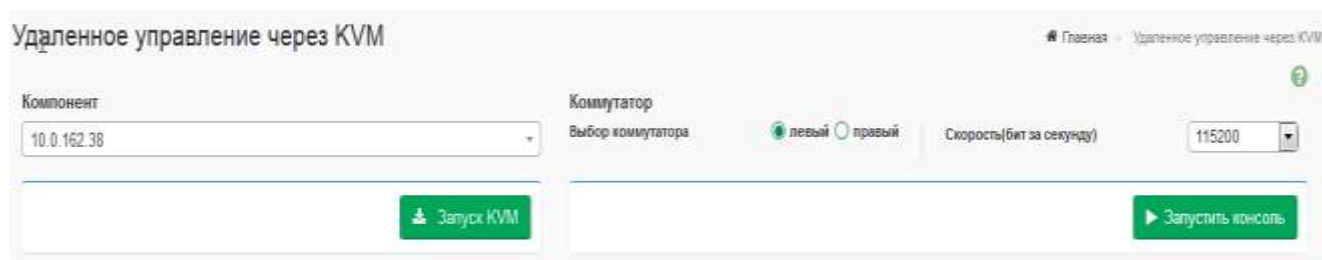 Удаленное управление через KVM
Главная > Удаленное управление через KVM
Компонент
10.0.162.38
Запуск KVM
Коммутатор
Выбор коммутатора левый правый Скорость(бит за секунду) 115200
Запустить консоль